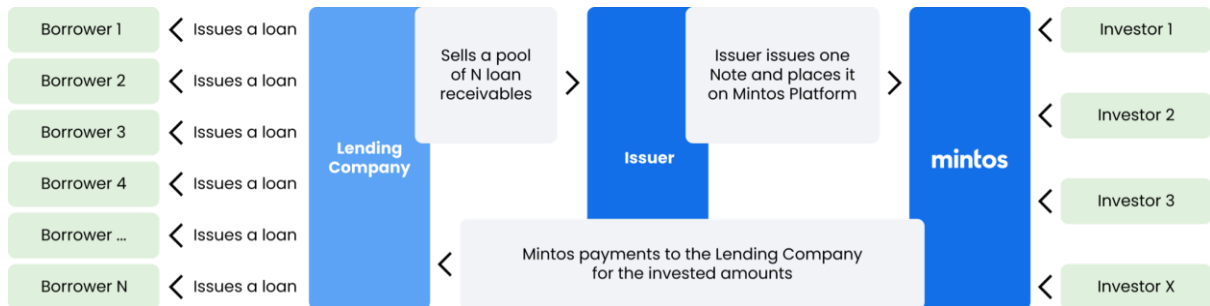 Borrower 1
Issues a loan
Borrower 2
Issues a loan
Borrower 3
Issues a loan
Borrower 4
Issues a loan
Borrower ...
Issues a loan
Borrower N
Issues a loan
Lending
Company
Sells a pool
of N loan
receivables
Issuer
Issuer issues one
Note and places it
on Mintos Platform
mintos
Mintos payments to the Lending Company
for the invested amounts
Investor 1
Investor 2
Investor 3
Investor X